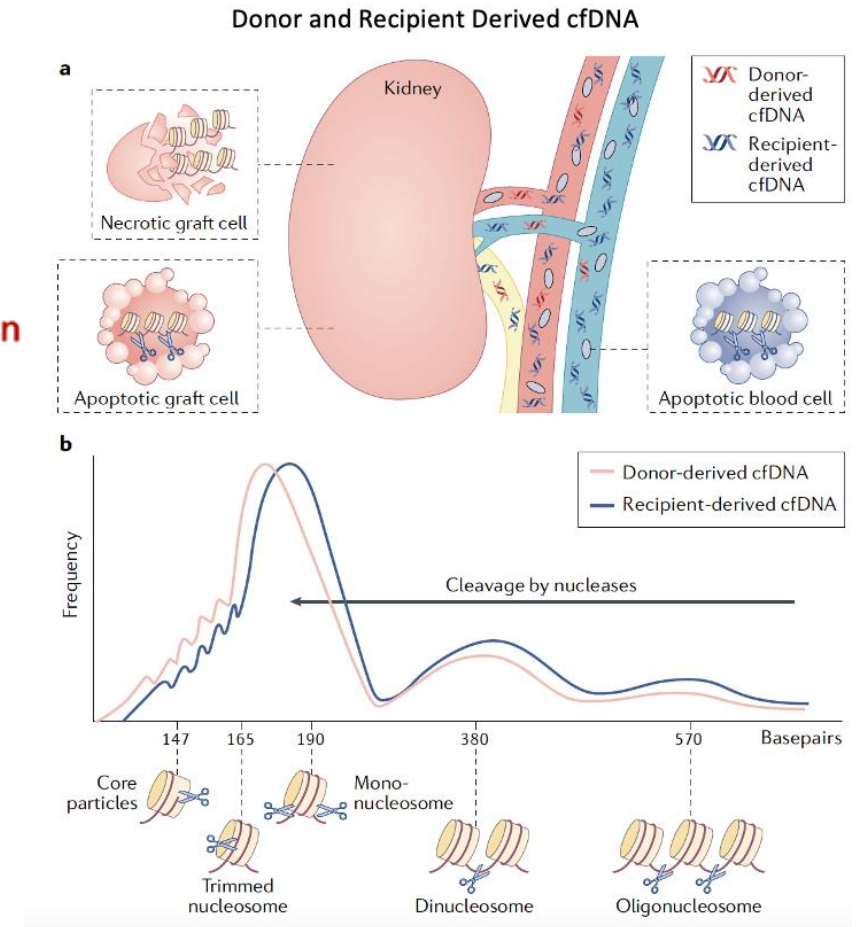 Donor and Recipient Derived cfDNA
a
Kidney
Donor-
derived
cfDNA
Recipient-
derived
cfDNA
Necrotic graft cell
n
Apoptotic graft cell
Apoptotic blood cell
b
Donor-derived cfDNA
Recipient-derived cfDNA
Cleavage by nucleases
Frequency
147
165
190
380
570
Basepairs
Core
particles
Mono-
nucleosome
Trimmed
nucleosome
Dinucleosome
Oligonucleosome